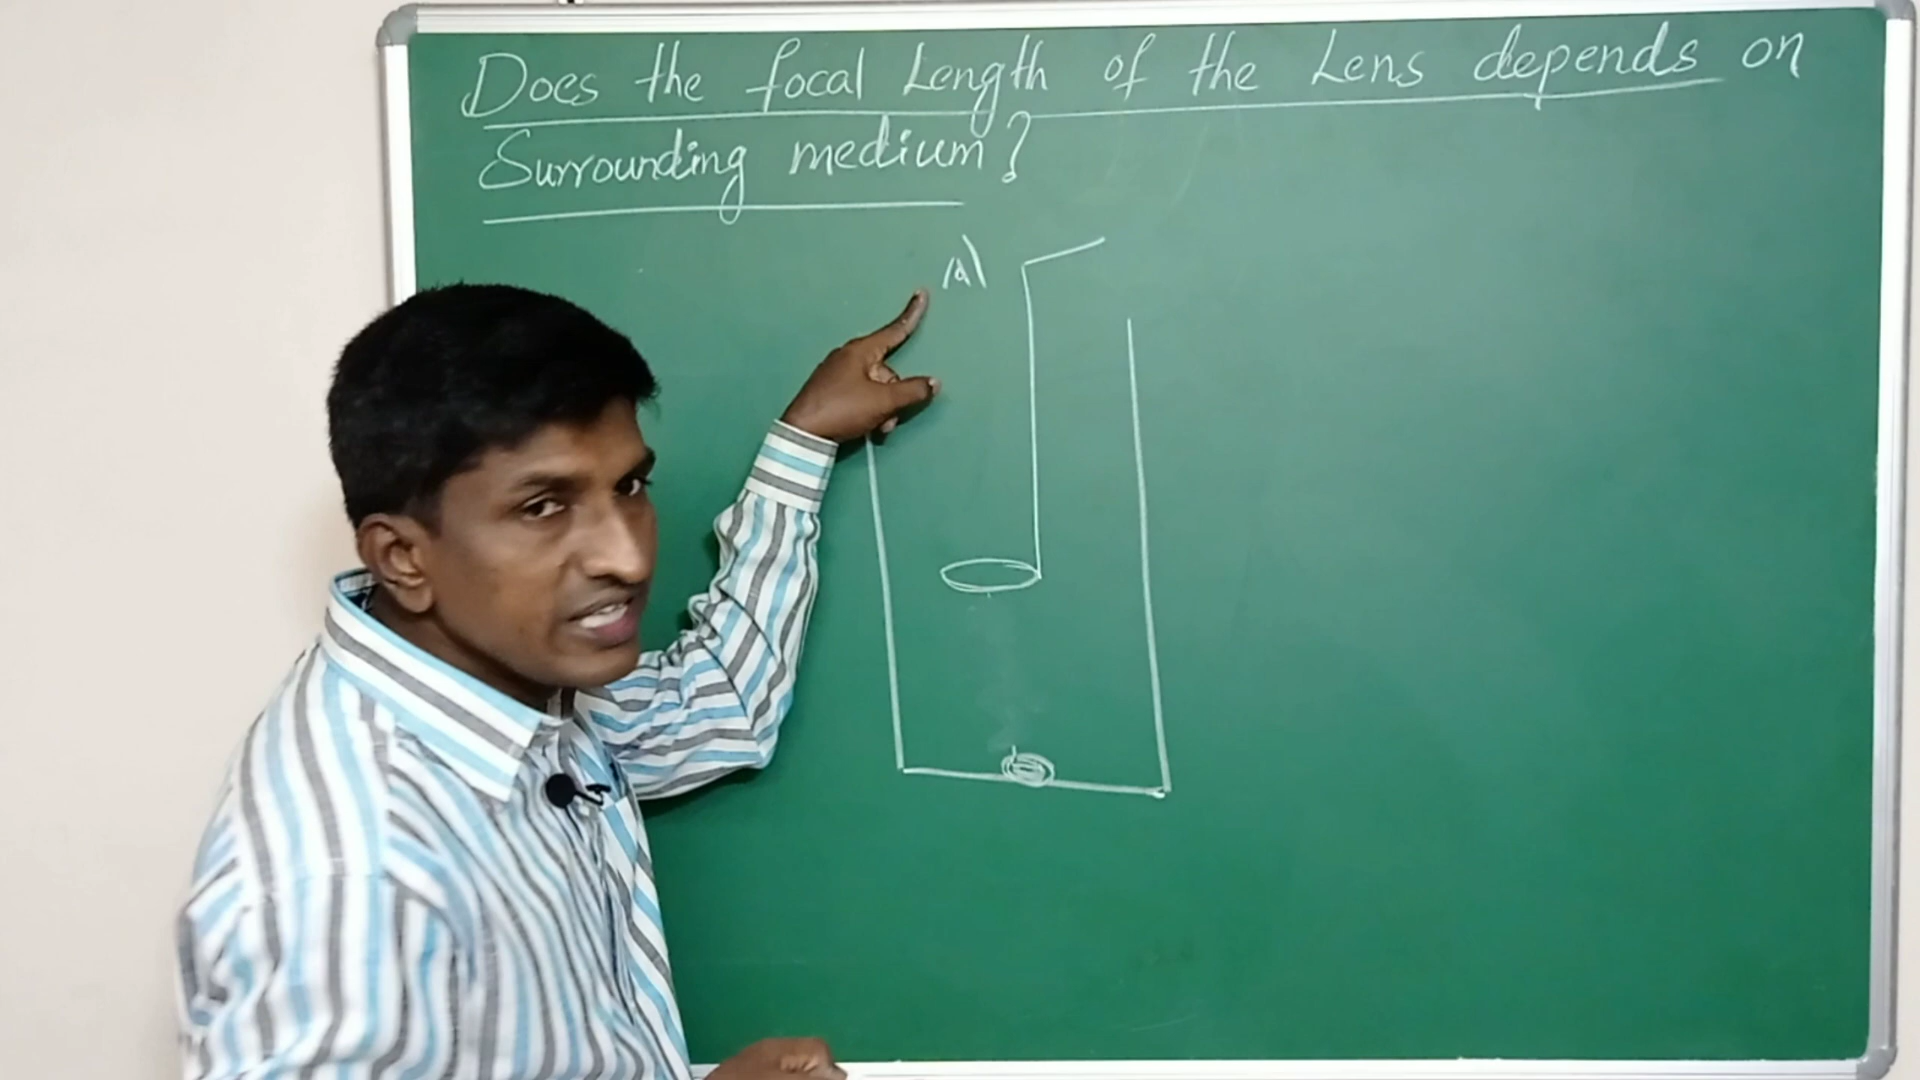 Does the focal Length of the Lens depends on
Surrounding medium?